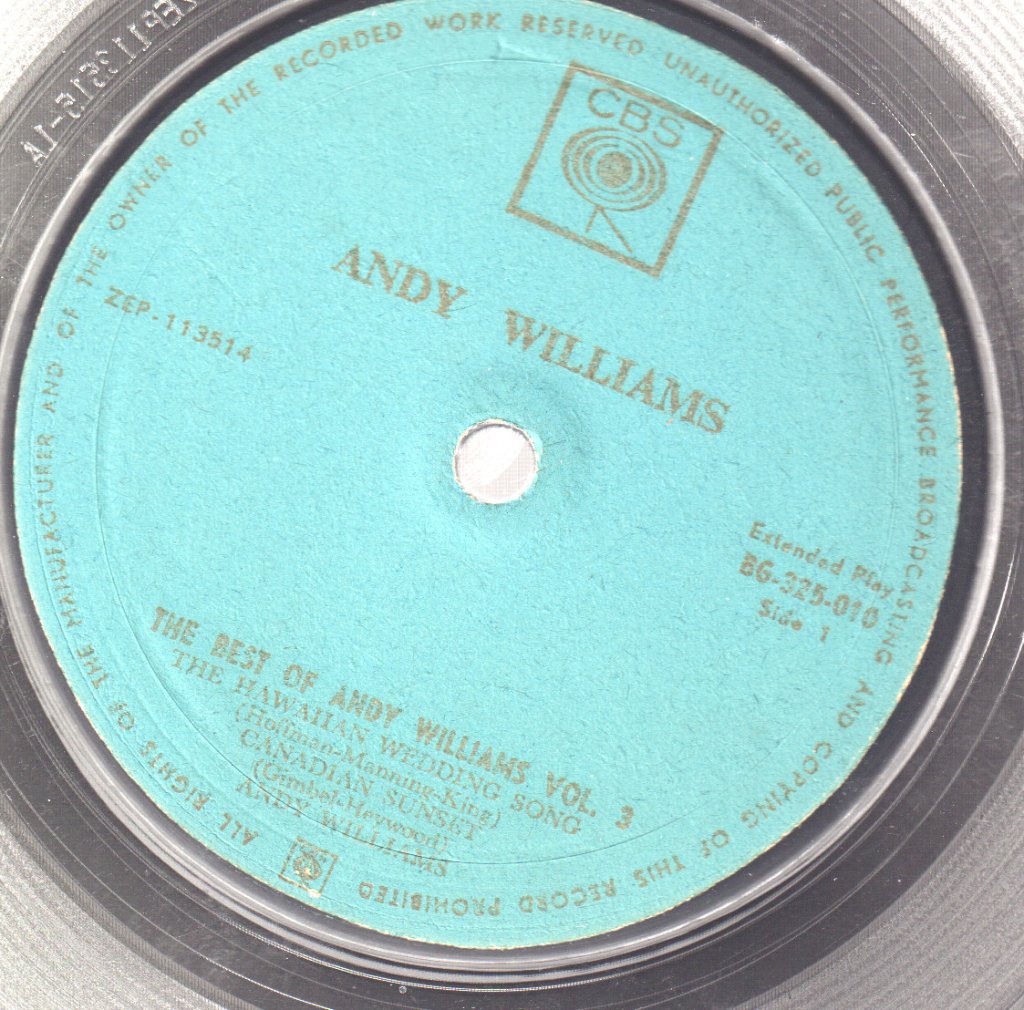 ALL RIGHTS OF THE MANUFACTURER AND OF THE OWNER OF THE RECORDED WORK RESERVED UNAUTHORIZED PUBLIC PERFORMANCE BROADCASTING AND COPYING OF THIS RECORD PROHIBITED
CBS
ANDY WILLIAMS
ZEP-113514
Extended Play
BG-325-010
Side 1
THE BEST OF ANDY WILLIAMS VOL. 3
THE HAWAIIAN WEDDING SONG
(Hoffman-Manning-King)
CANADIAN SUNSET
(Gimbel-Heywood)
ANDY WILLIAMS